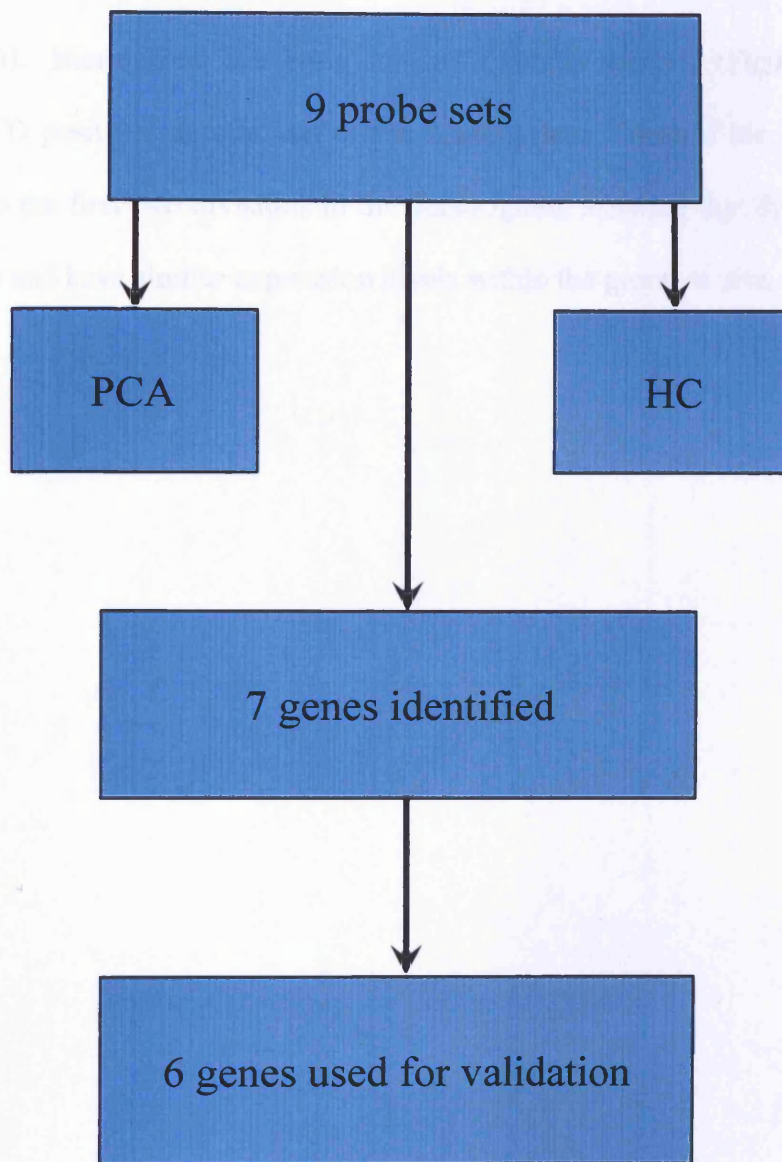 9 probe sets
PCA
HC
7 genes identified
6 genes used for validation